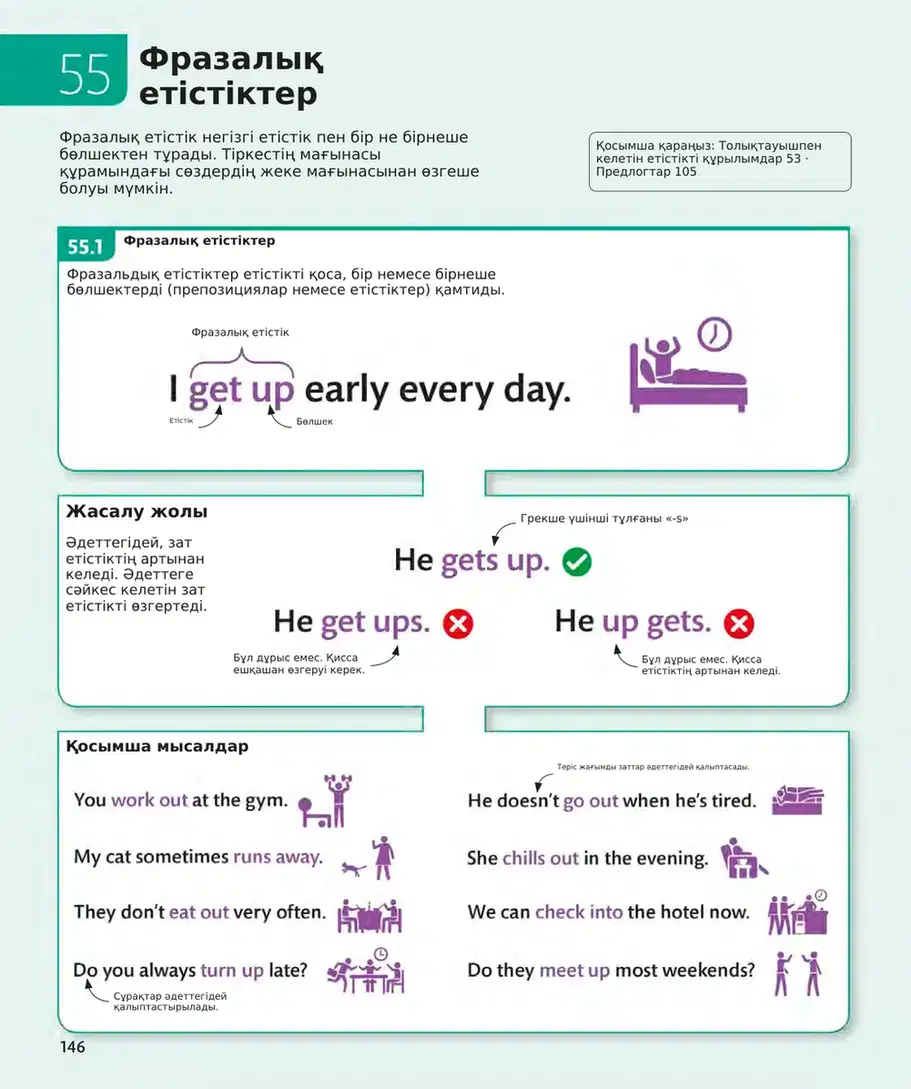 55
Фразалық
етістіктер
Фразалық етістік негізгі етістік пен бір не бірнеше
бөлшектен тұрады. Тіркестің мағынасы
құрамындағы сөздердің жеке мағынасынан өзгеше
болуы мүмкін.
Қосымша қараңыз: Толықтауышпен
келетін етістікті құрылымдар 53 ·
Предлогтар 105
55.1 Фразалық етістіктер
Фразальдық етістіктер етістікті қоса, бір немесе бірнеше
бөлшектерді (препозициялар немесе етістіктер) қамтиды.
Фразалық етістік
I get up early every day.
Етістік
Бөлшек
Жасалу жолы
Әдеттегідей, зат
етістіктің артынан
келеді. Әдеттеге
сәйкес келетін зат
етістікті өзгертеді.
Грекше үшінші тұлғаны «-s»
He gets up.
He get ups.
Бұл дұрыс емес. Қисса
ешқашан өзгеруі керек.
He up gets.
Бұл дұрыс емес. Қисса
етістіктің артынан келеді.
Қосымша мысалдар
You work out at the gym.
My cat sometimes runs away.
They don't eat out very often.
Do you always turn up late?
Сұрақтар әдеттегідей
қалыптастырылады.
Теріс жағымды заттар әдеттегідей қалыптасады.
He doesn't go out when he's tired.
She chills out in the evening.
We can check into the hotel now.
Do they meet up most weekends?
146